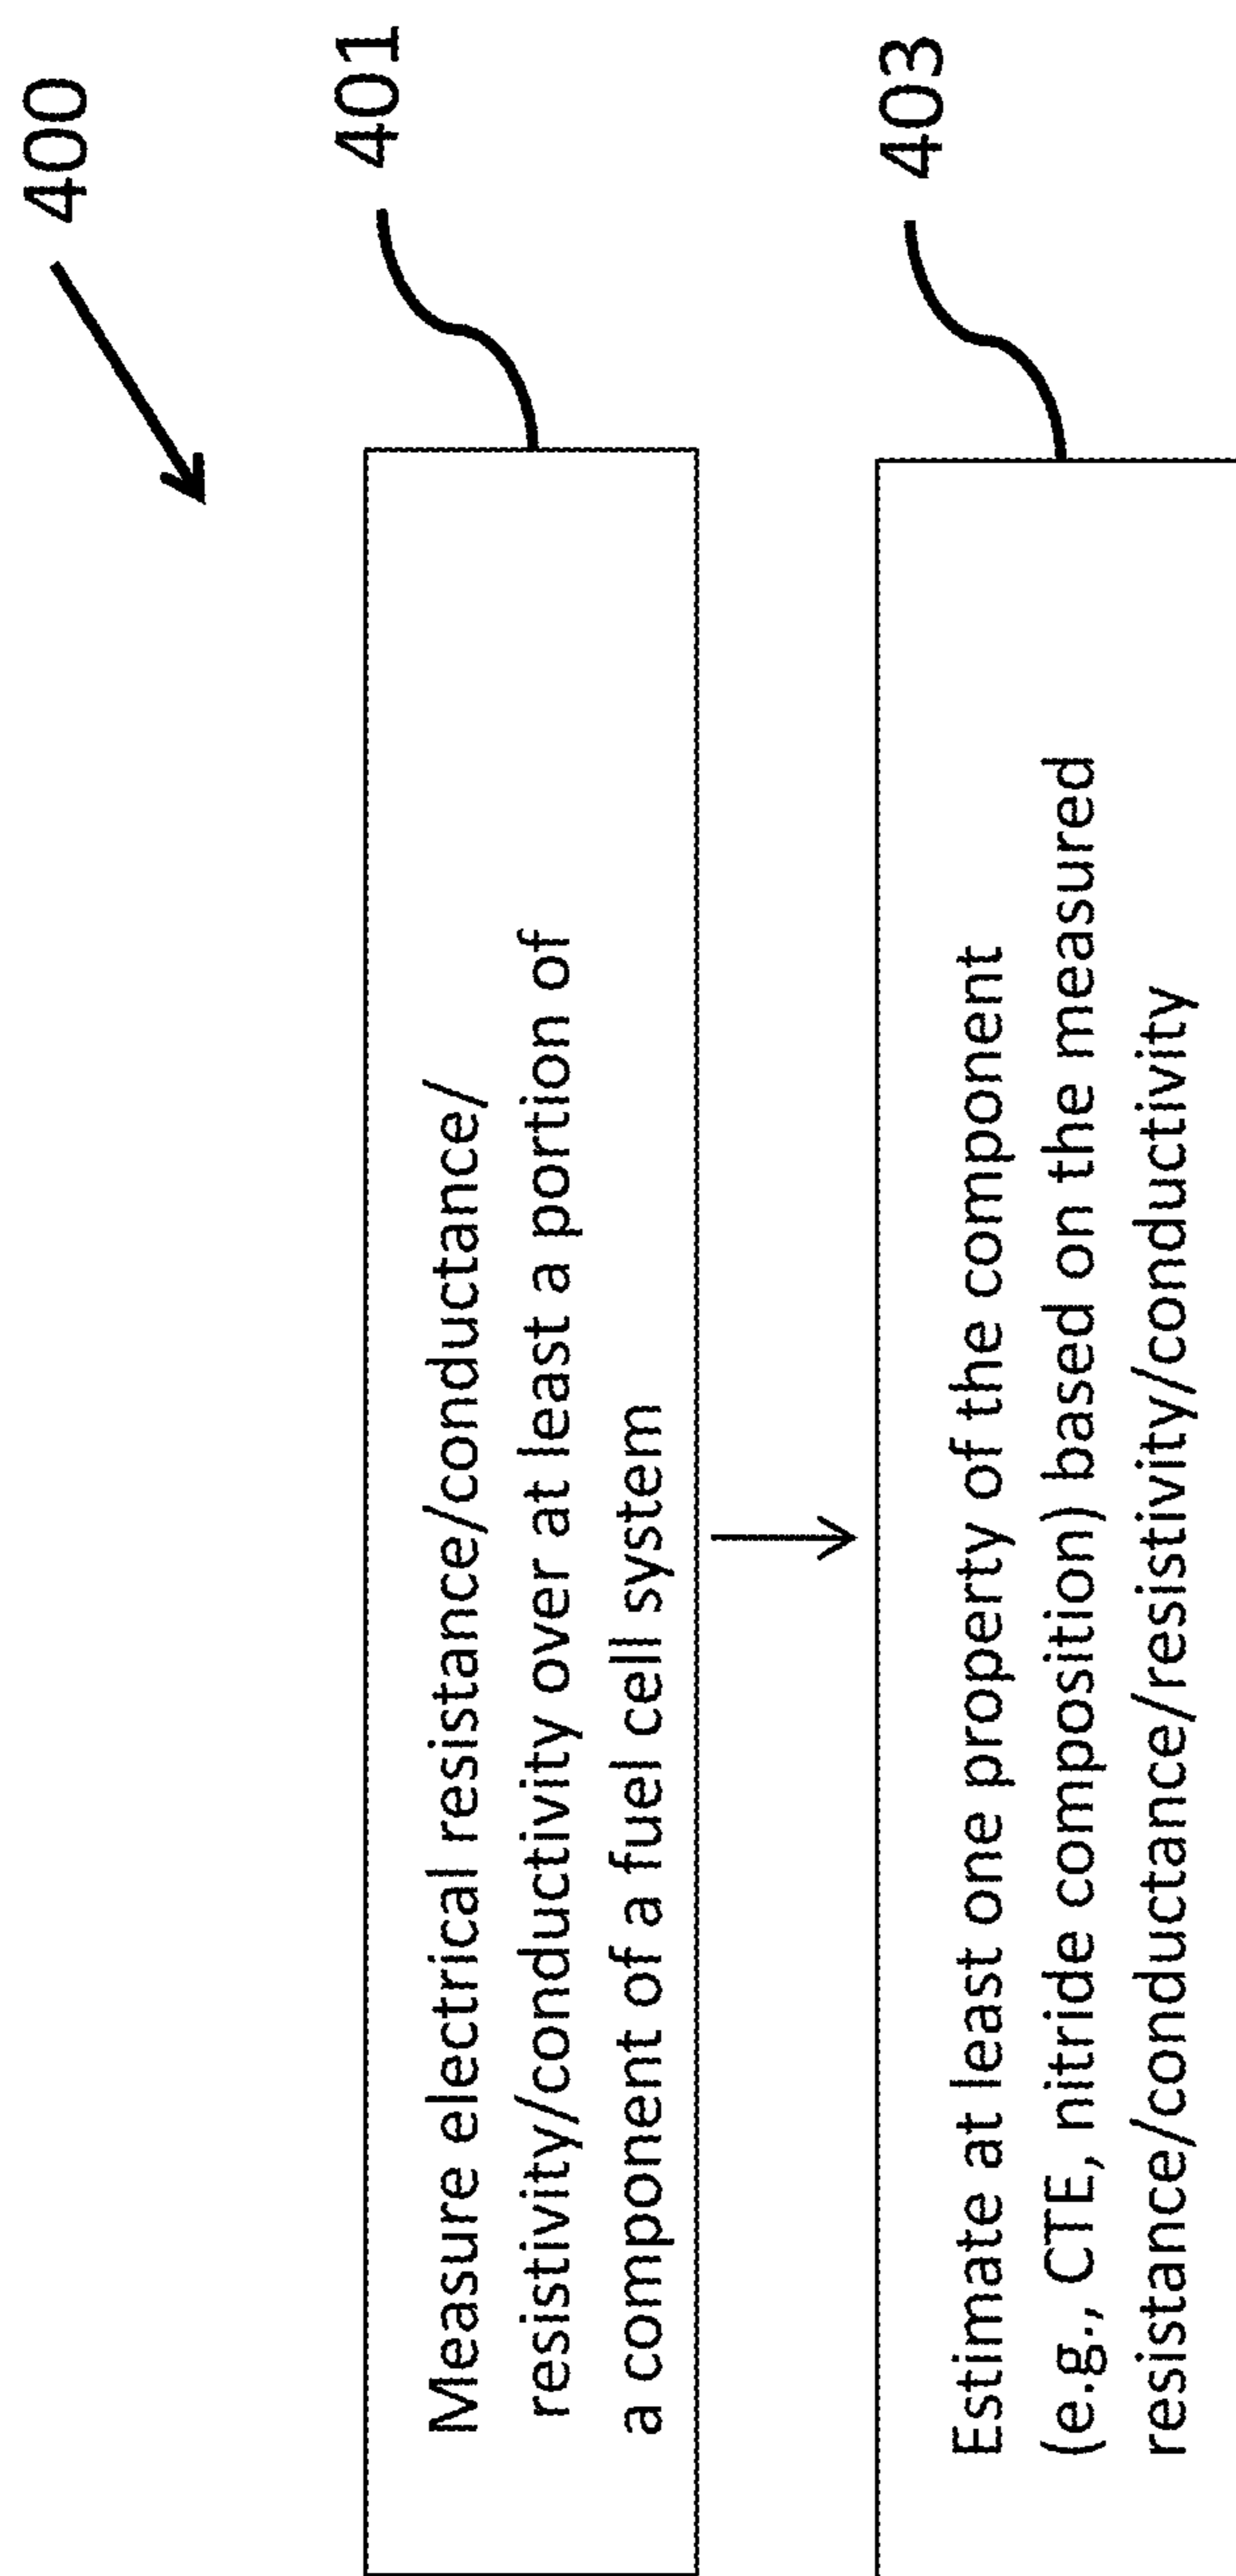 400
401
Measure electrical resistance/conductance/
resistivity/conductivity over at least a portion of
a component of a fuel cell system
403
Estimate at least one property of the component
(e.g., CTE, nitride composition) based on the measured
resistance/conductance/resistivity/conductivity